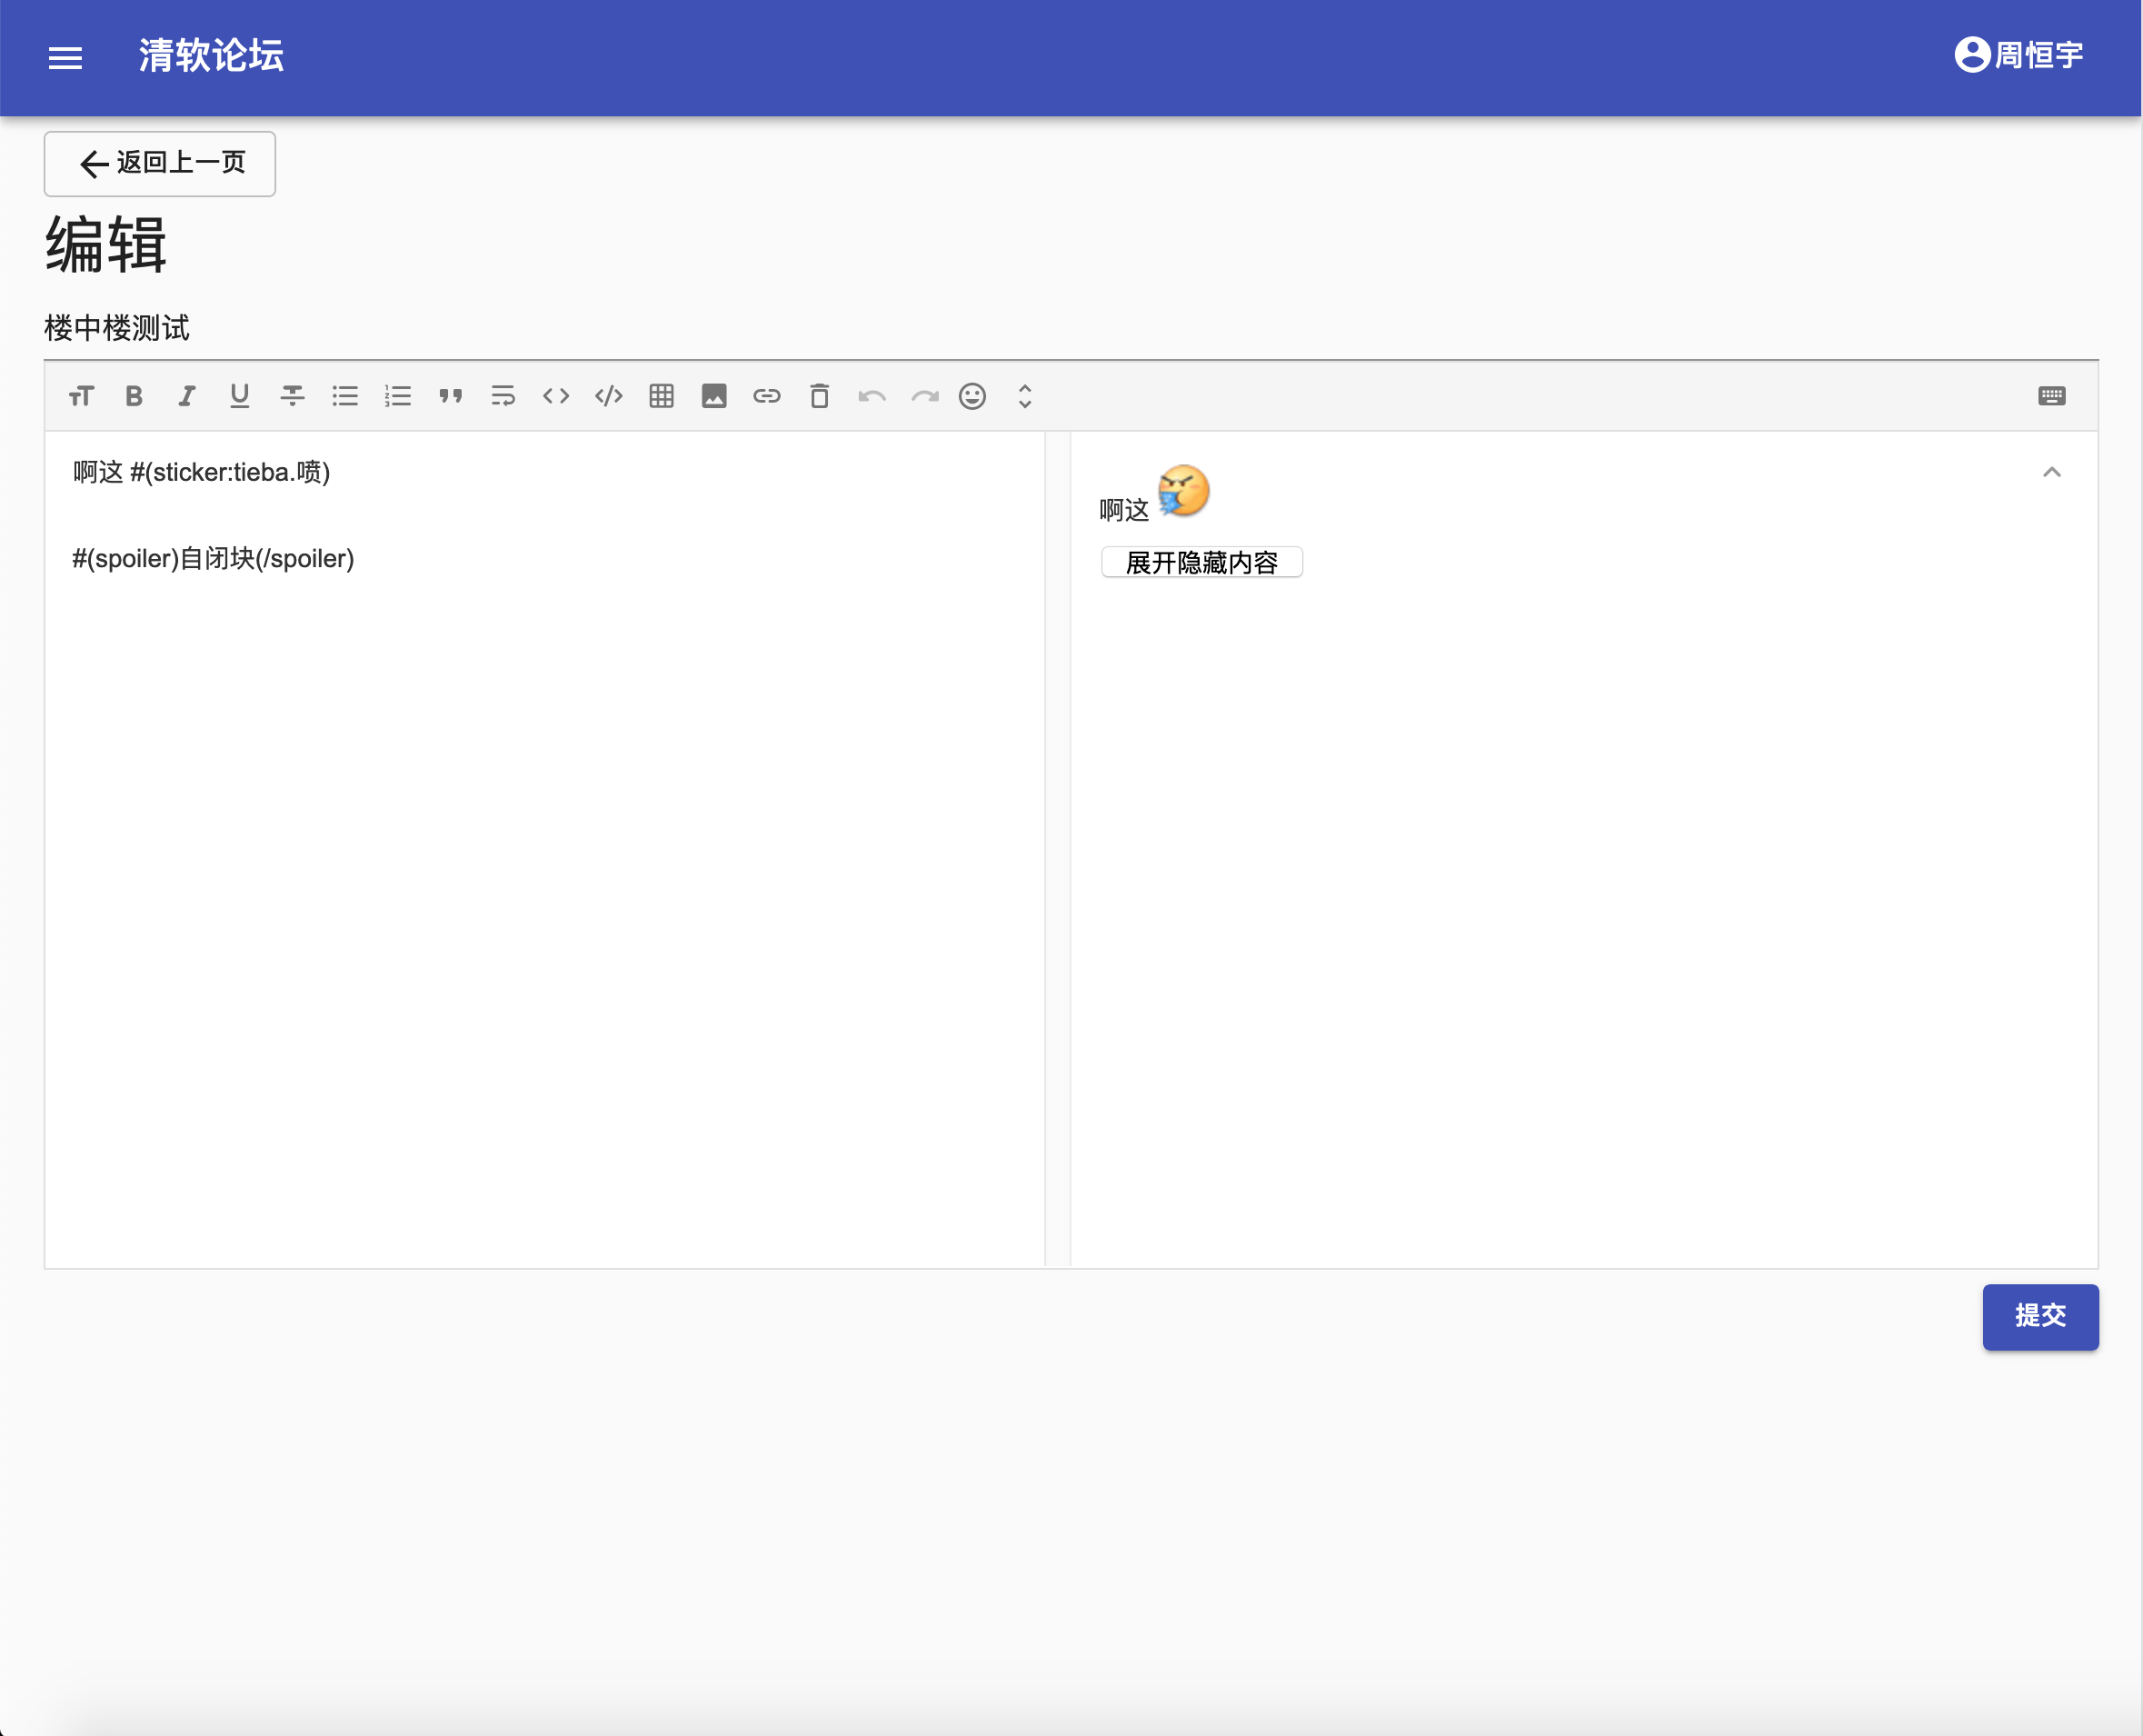 清软论坛
周恒宇
返回上一页
编辑
楼中楼测试
啊这 #(sticker:tieba.喷)
#(spoiler)自闭块(/spoiler)
啊这
展开隐藏内容
提交